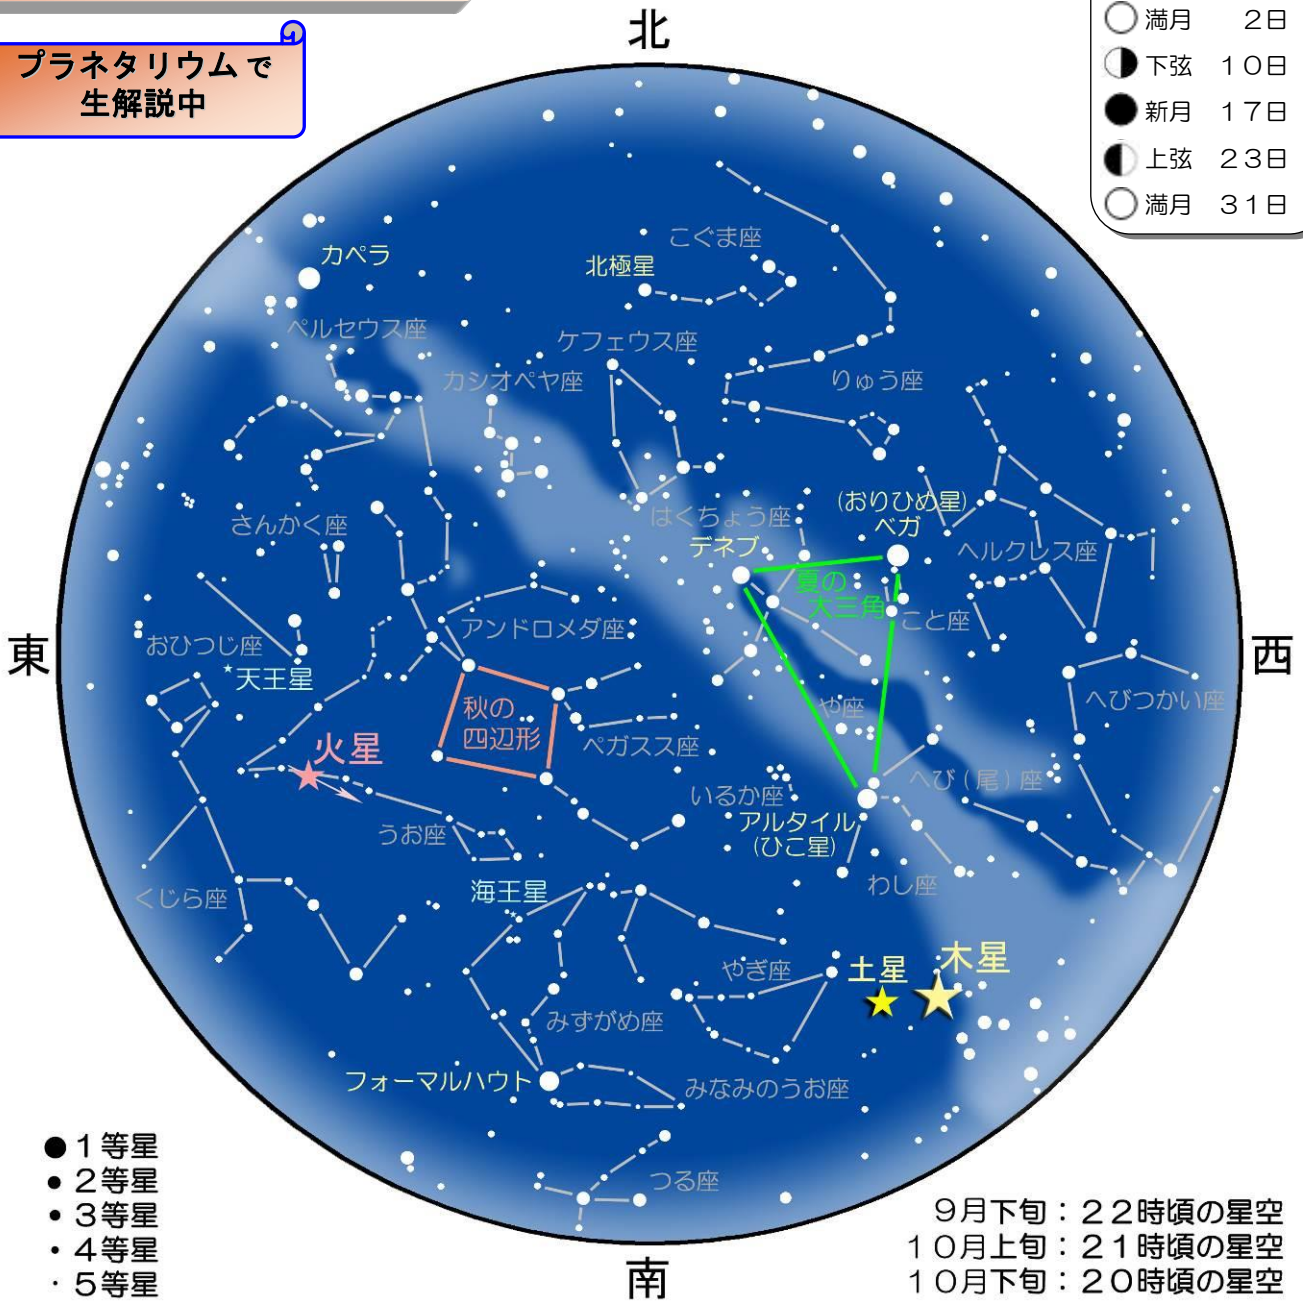 プラネタリウムで
生解説中
満月 2日
下弦 10日
新月 17日
上弦 23日
満月 31日
北
カペラ
こぐま座
北極星
ペルセウス座
ケフェウス座
カシオペヤ座
りゅう座
さんかく座
はくちょう座
デネブ
(おりひめ星)
ベガ
ヘルクレス座
夏の
大三角
こと座
アンドロメダ座
おひつじ座
天王星
東
西
秋の
四辺形
へびつかい座
や座
火星
ペガスス座
いるか座
へび(尾)座
アルタイル
(ひこ星)
うお座
海王星
わし座
くじら座
やぎ座
土星
木星
みずがめ座
フォーマルハウト
みなみのうお座
つる座
南
1等星
2等星
3等星
4等星
5等星
9月下旬:22時頃の星空
10月上旬:21時頃の星空
10月下旬:20時頃の星空